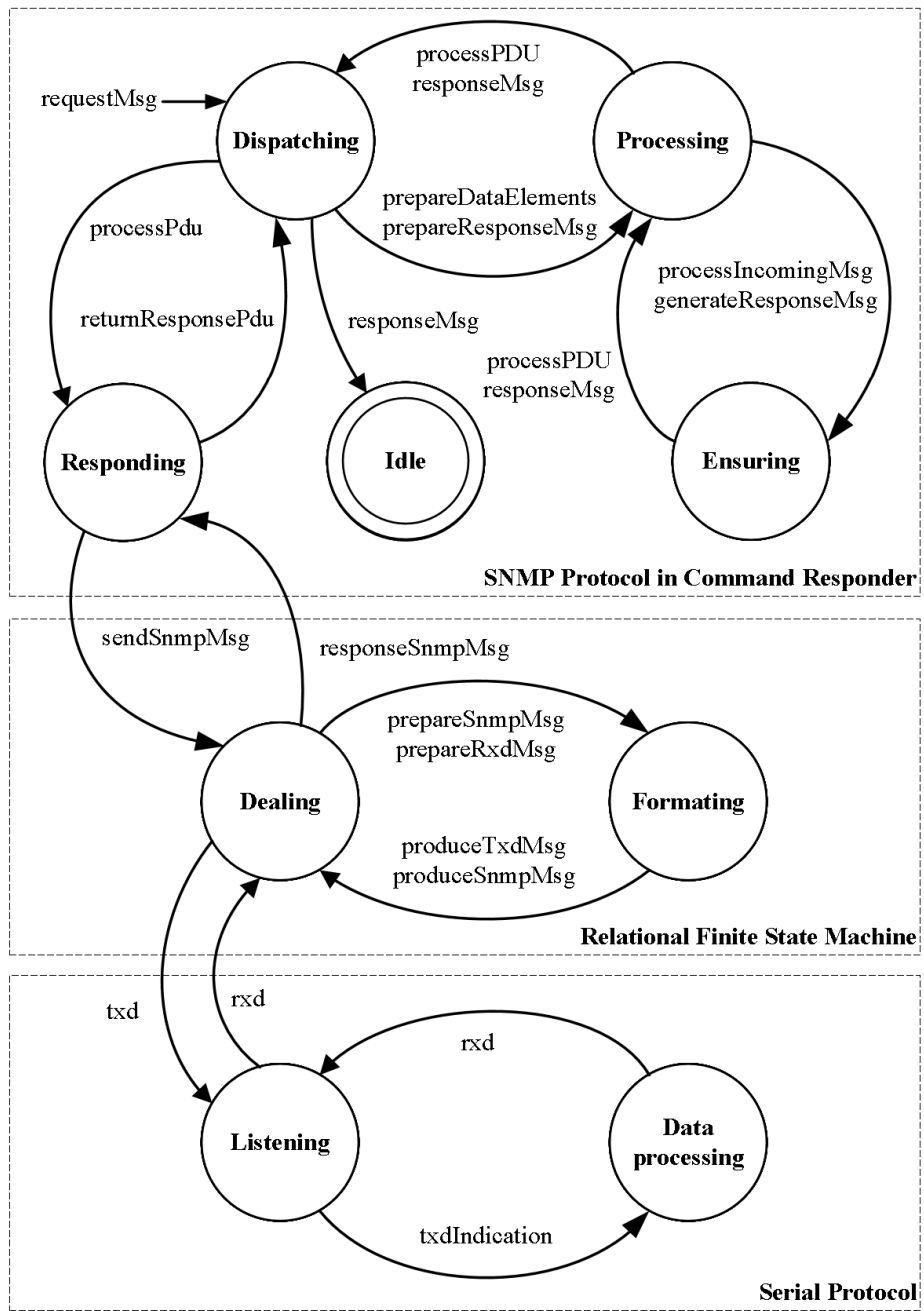 processPDU
responseMsg
requestMsg
Dispatching
Processing
prepareDataElements
prepareResponseMsg
processPdu
processIncomingMsg
generateResponseMsg
returnResponsePdu
responseMsg
processPDU
responseMsg
Responding
Idle
Ensuring
SNMP Protocol in Command Responder
sendSnmpMsg
responseSnmpMsg
prepareSnmpMsg
prepareRxdMsg
Dealing
Formating
produceTxdMsg
produceSnmpMsg
Relational Finite State Machine
txd
rxd
rxd
Listening
Data
processing
txdIndication
Serial Protocol